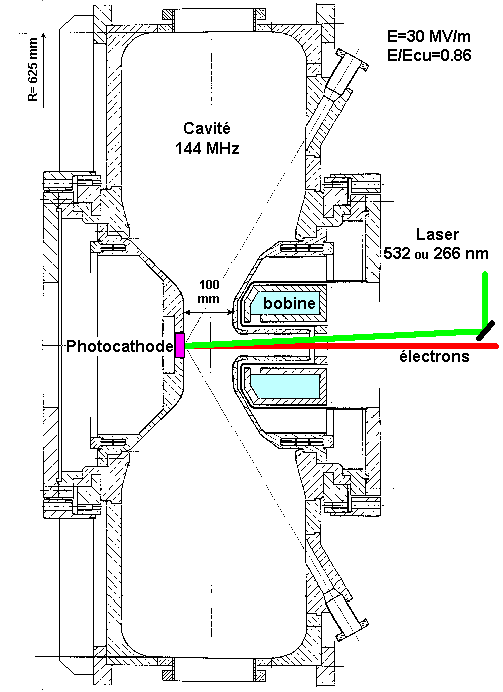 E=30 MV/m
E/Ecu=0.86
R= 625 mm
Cavité
144 MHz
Laser
532 ou 266 nm
100
mm
bobine
Photocathode
électrons